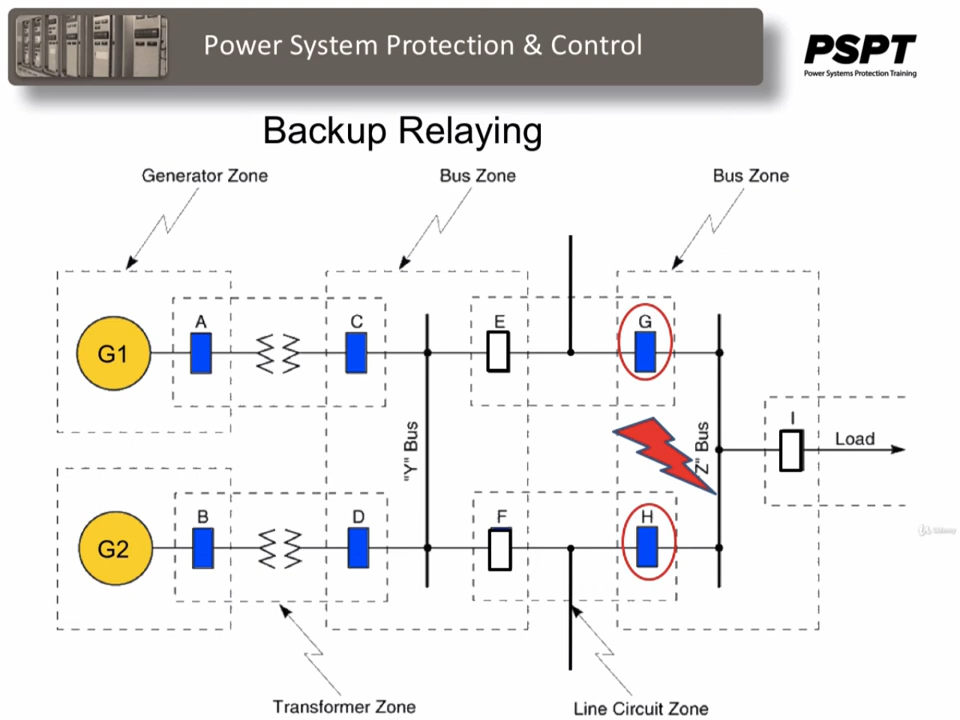 Power System Protection & Control
PSPT
Power Systems Protection Training
Backup Relaying
Generator Zone
Bus Zone
Bus Zone
A
C
E
G
G1
"Y" Bus
Z" Bus
I
Load
B
D
F
H
G2
Transformer Zone
Line Circuit Zone